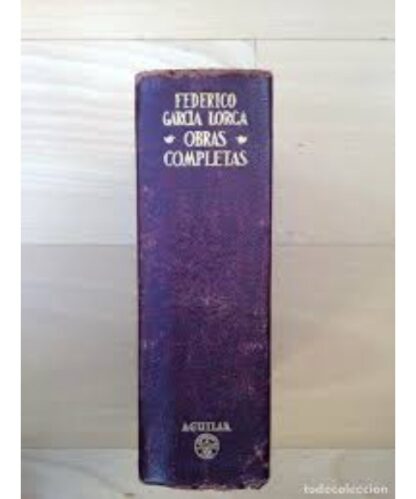 FEDERICO
GARCIA LORCA
OBRAS
COMPLETAS
AGUILAR
todocoleccion